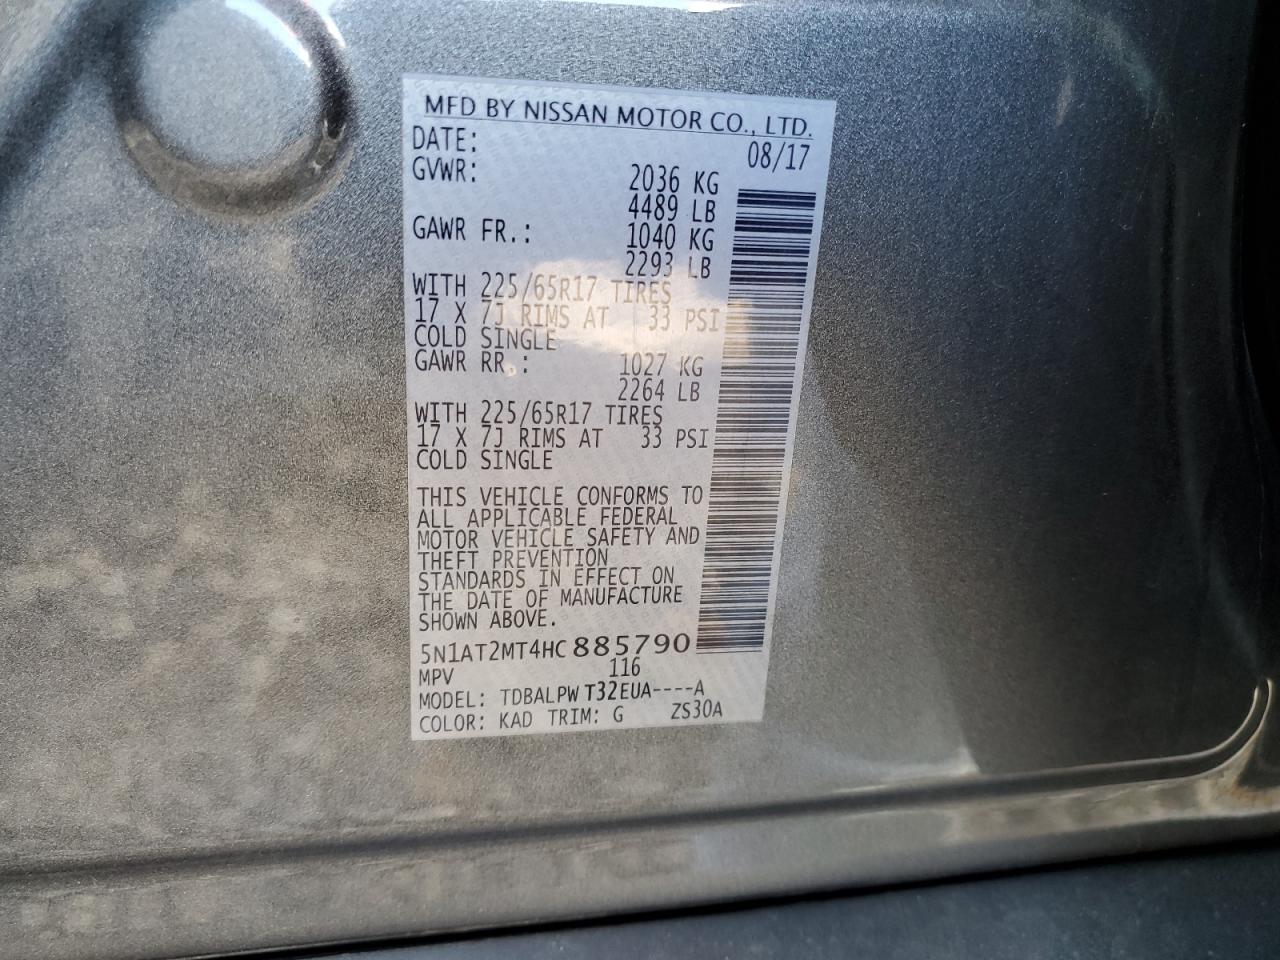 MFD BY NISSAN MOTOR CO., LTD.
DATE: 08/17
GVWR: 2036 KG
4489 LB
GAWR FR.: 1040 KG
2293 LB
WITH 225/65R17 TIRES
17 X 7J RIMS AT 33 PSI
COLD SINGLE
GAWR RR.: 1027 KG
2264 LB
WITH 225/65R17 TIRES
17 X 7J RIMS AT 33 PSI
COLD SINGLE
THIS VEHICLE CONFORMS TO
ALL APPLICABLE FEDERAL
MOTOR VEHICLE SAFETY AND
THEFT PREVENTION
STANDARDS IN EFFECT ON
THE DATE OF MANUFACTURE
SHOWN ABOVE.
5N1AT2MT4HC885790
MPV 116
MODEL: TDBALPW T32EUA----A
COLOR: KAD TRIM: G ZS30A